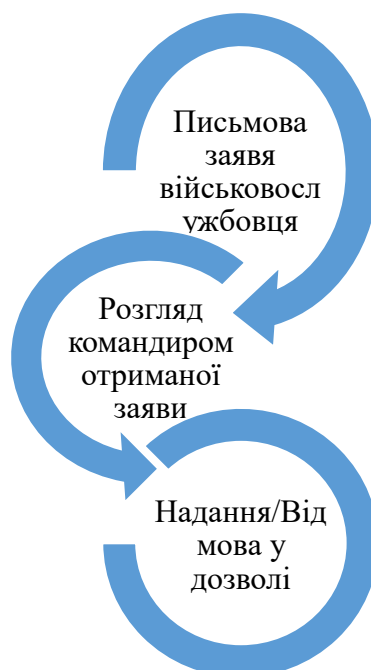 Письмова
заявя
військовосл
ужбовця
Розгляд
командиром
отриманої
заяви
Надання/Від
мова у
дозволі